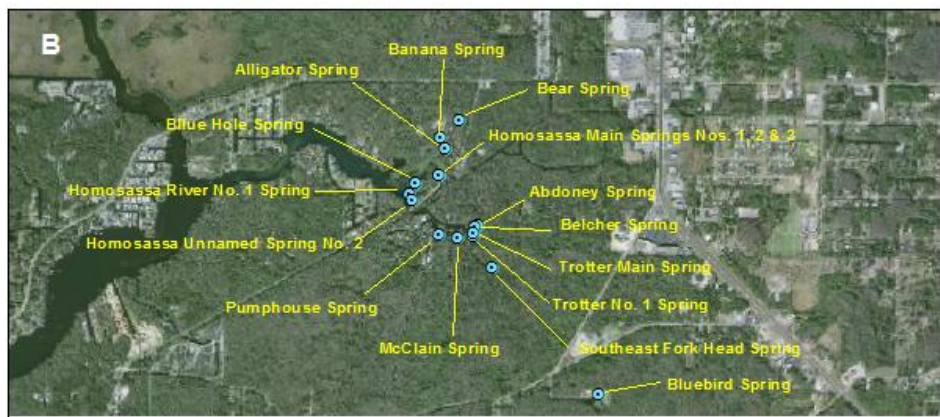 B
Banana Spring
Alligator Spring
Bear Spring
Blue Hole Spring
Homosassa Main Springs Nos. 1, 2 & 3
Homosassa River No. 1 Spring
Abdoney Spring
Belcher Spring
Homosassa Unnamed Spring No. 2
Trotter Main Spring
Pumphouse Spring
Trotter No. 1 Spring
McClain Spring
Southeast Fork Head Spring
Bluebird Spring